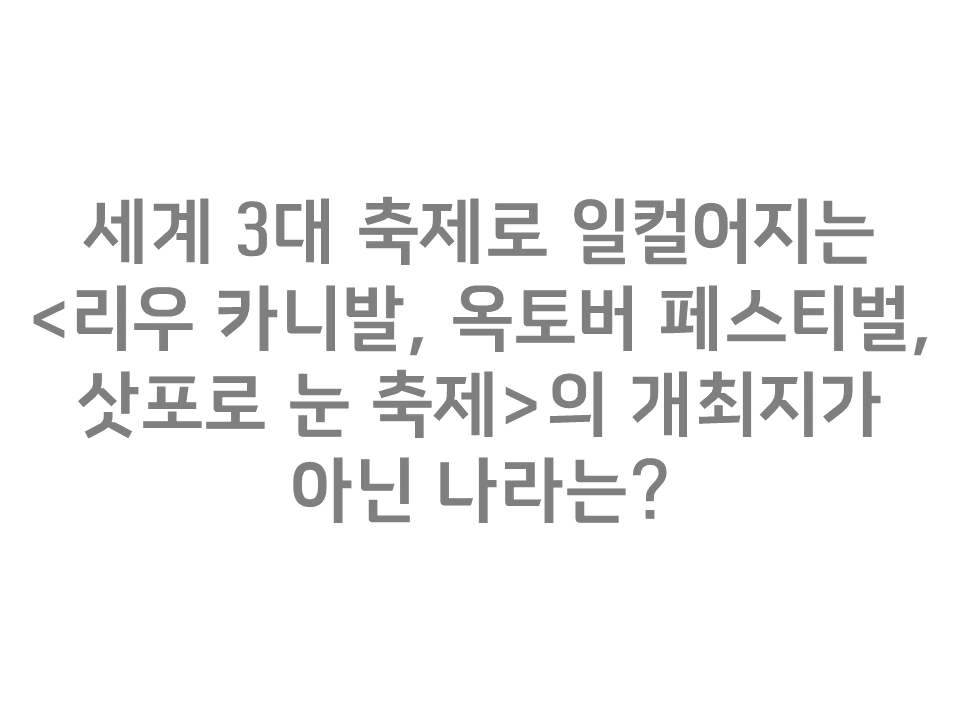 세계 3대 축제로 일컬어지는
<리우 카니발, 옥토버 페스티벌,
삿포로 눈 축제>의 개최지가
아닌 나라는?